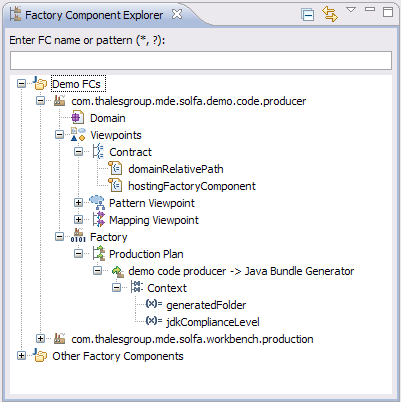 Factory Component Explorer
Enter FC name or pattern (*, ?):
Demo FCs
com.thalesgroup.mde.solfa.demo.code.producer
Domain
Viewpoints
Contract
domainRelativePath
hostingFactoryComponent
Pattern Viewpoint
Mapping Viewpoint
Factory
Production Plan
demo code producer -> Java Bundle Generator
Context
generatedFolder
jdkComplianceLevel
com.thalesgroup.mde.solfa.workbench.production
Other Factory Components